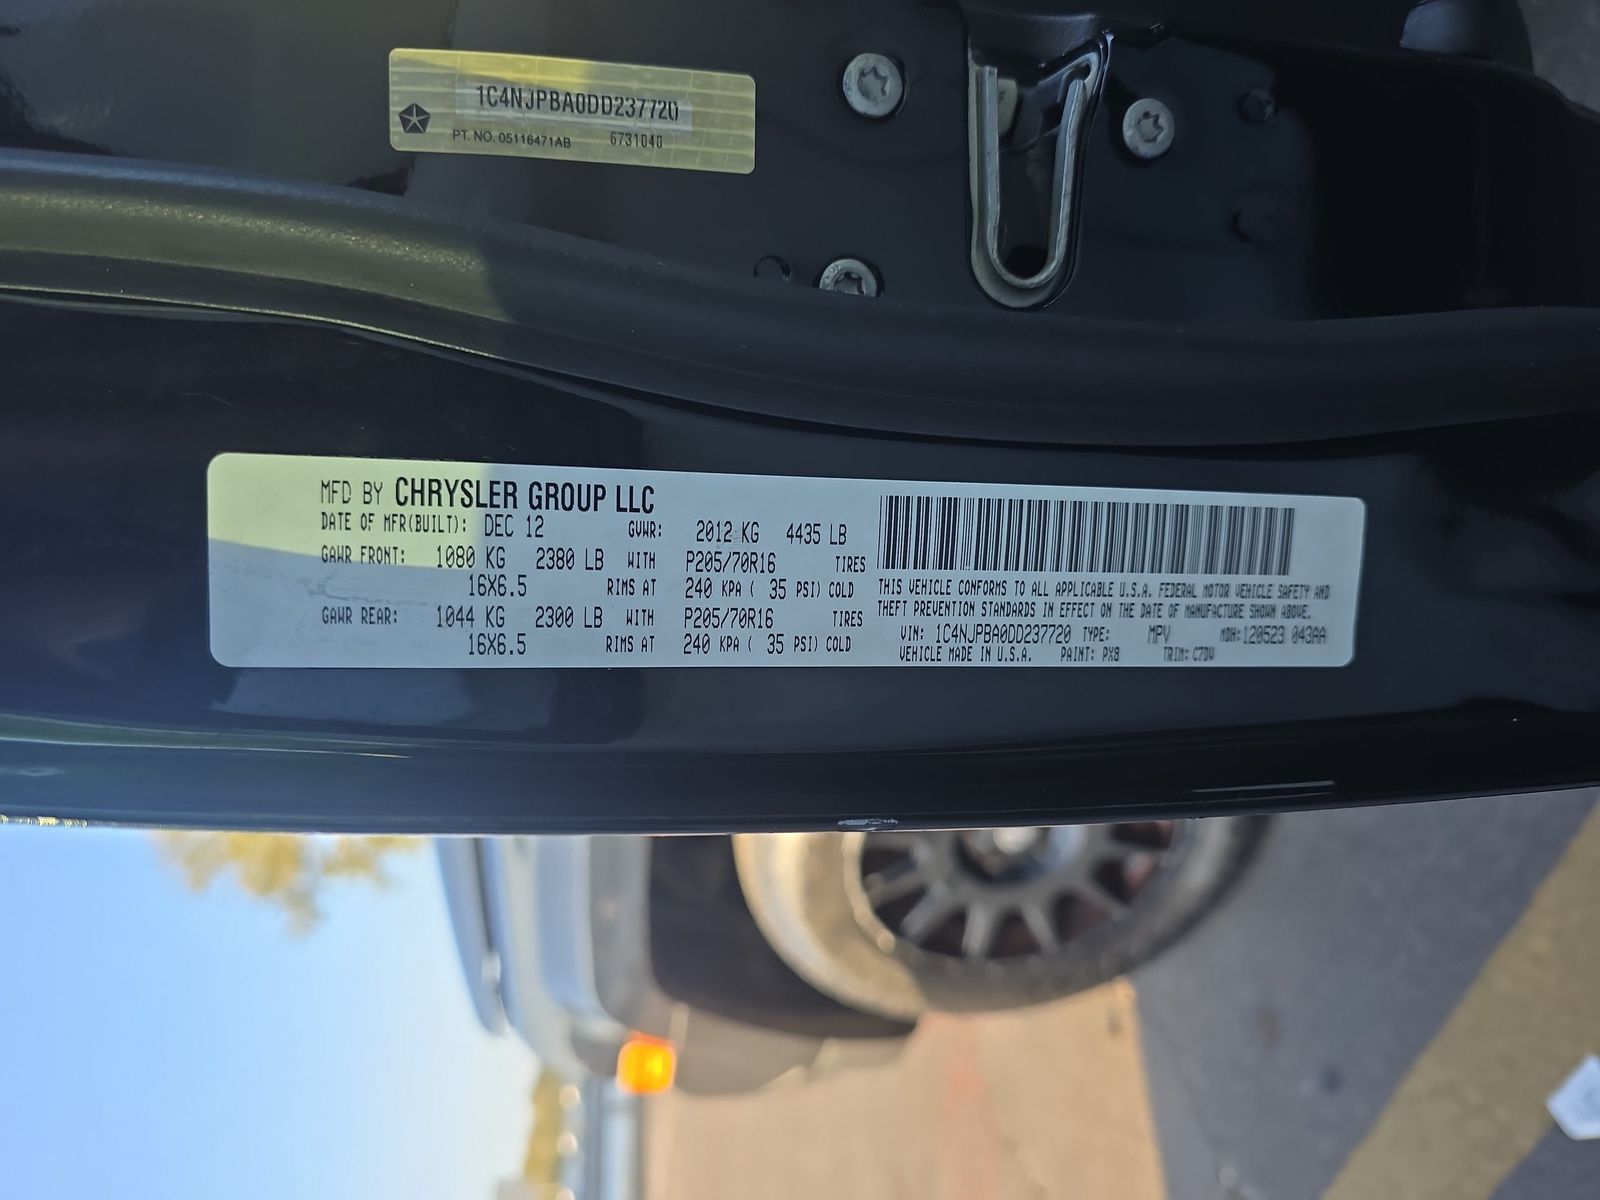 1C4NJPBA0DD237720
PT. NO. 05116471AB 6731040
MFD BY CHRYSLER GROUP LLC
DATE OF MFR(BUILT): DEC 12 GVWR: 2012 KG 4435 LB
GAWR FRONT: 1080 KG 2380 LB WITH P205/70R16 TIRES
16X6.5 RIMS AT 240 KPA ( 35 PSI) COLD
GAWR REAR: 1044 KG 2300 LB WITH P205/70R16 TIRES
16X6.5 RIMS AT 240 KPA ( 35 PSI) COLD
THIS VEHICLE CONFORMS TO ALL APPLICABLE U.S.A. FEDERAL MOTOR VEHICLE SAFETY AND
THEFT PREVENTION STANDARDS IN EFFECT ON THE DATE OF MANUFACTURE SHOWN ABOVE.
VIN: 1C4NJPBA0DD237720 TYPE: MPV MDH:120523 043AA
VEHICLE MADE IN U.S.A. PAINT: PX8 TRIM: C7DV